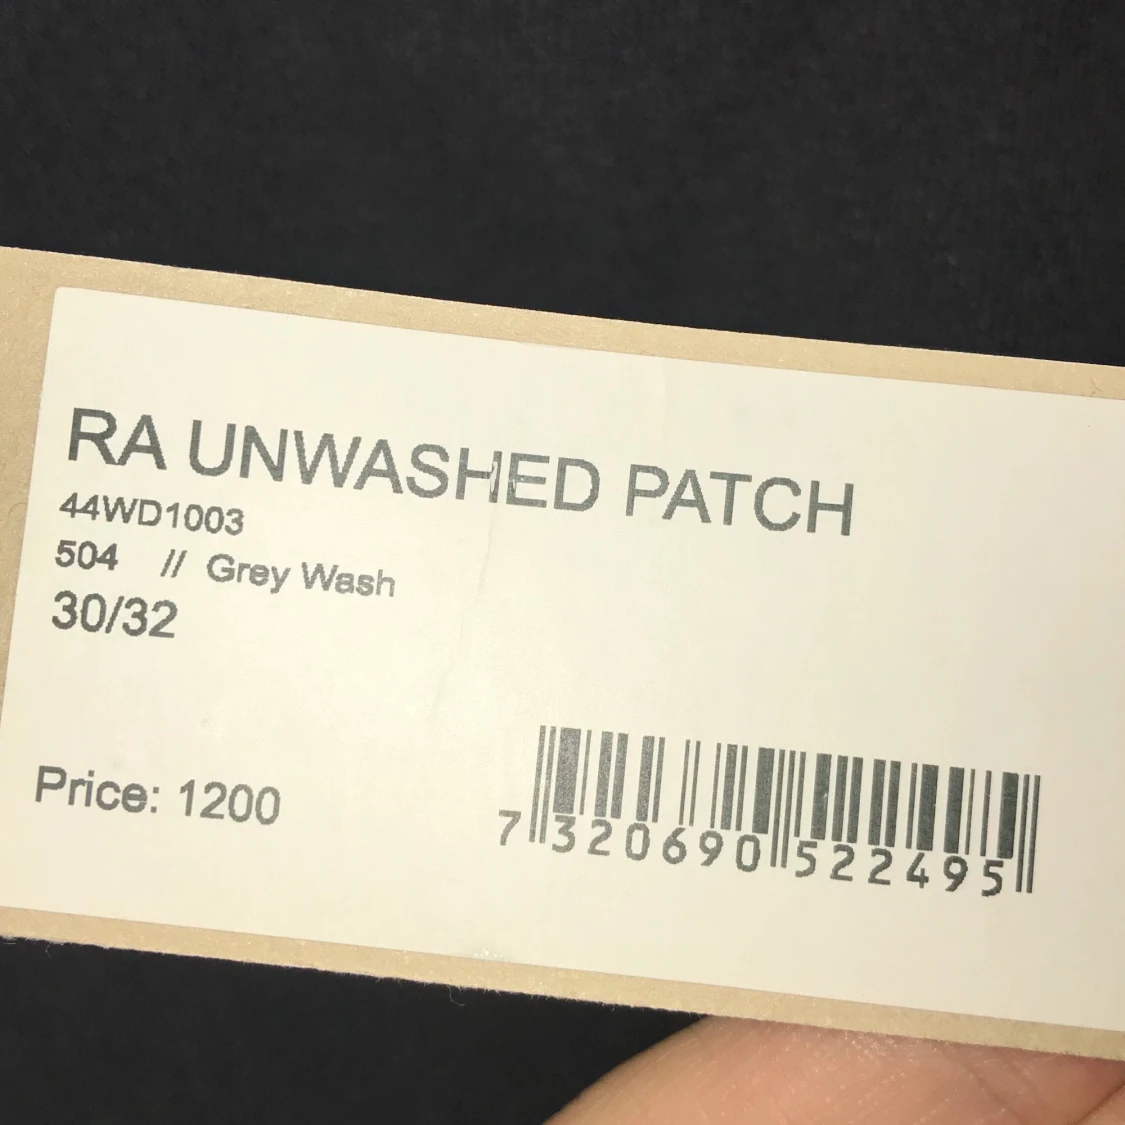 RA UNWASHED PATCH
44WD1003
504 // Grey Wash
30/32
Price: 1200
7 320690 522495